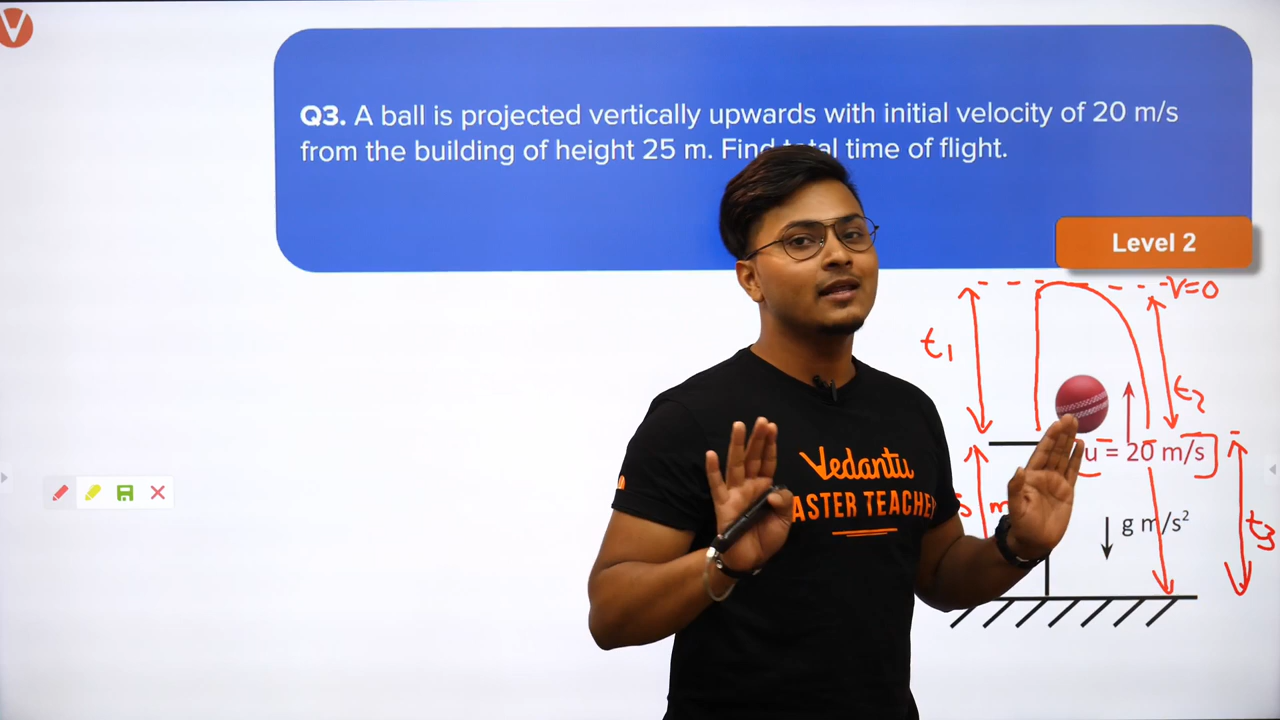 Q3. A ball is projected vertically upwards with initial velocity of 20 m/s
from the building of height 25 m. Find total time of flight.
Level 2
v=0
t1
t2
u = 20 m/s
g m/s²
t3
Vedantu
MASTER TEACHER